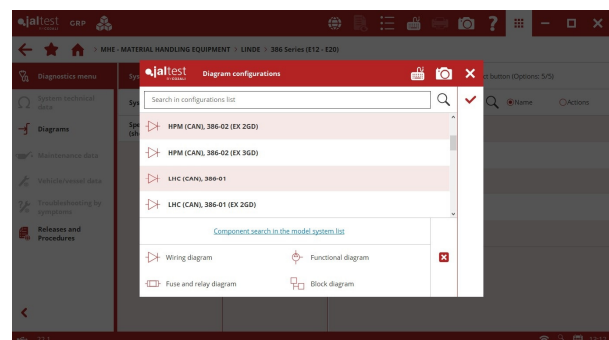 jaltest GRP
MHE - MATERIAL HANDLING EQUIPMENT > LINDE > 386 Series (E12 - E20)
jaltest Diagram configurations
Diagnostics menu
System technical data
Diagrams
Maintenance data
Vehicle/vessel data
Troubleshooting by symptoms
Releases and Procedures
button (Options: 5/5)
Name Actions
Search in configurations list
HPM (CAN), 386-02 (EX 2GD)
HPM (CAN), 386-02 (EX 3GD)
LHC (CAN), 386-01
LHC (CAN), 386-01 (EX 2GD)
Component search in the model system list
Wiring diagram Functional diagram
Fuse and relay diagram Block diagram